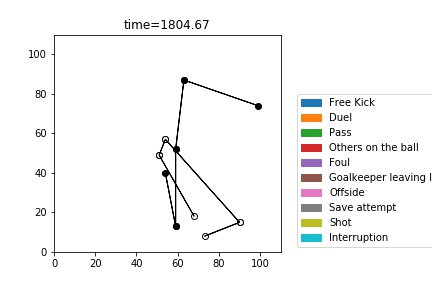 time=1804.67
100
80
60
40
20
0
0 20 40 60 80 100
Free Kick
Duel
Pass
Others on the ball
Foul
Goalkeeper leaving l
Offside
Save attempt
Shot
Interruption